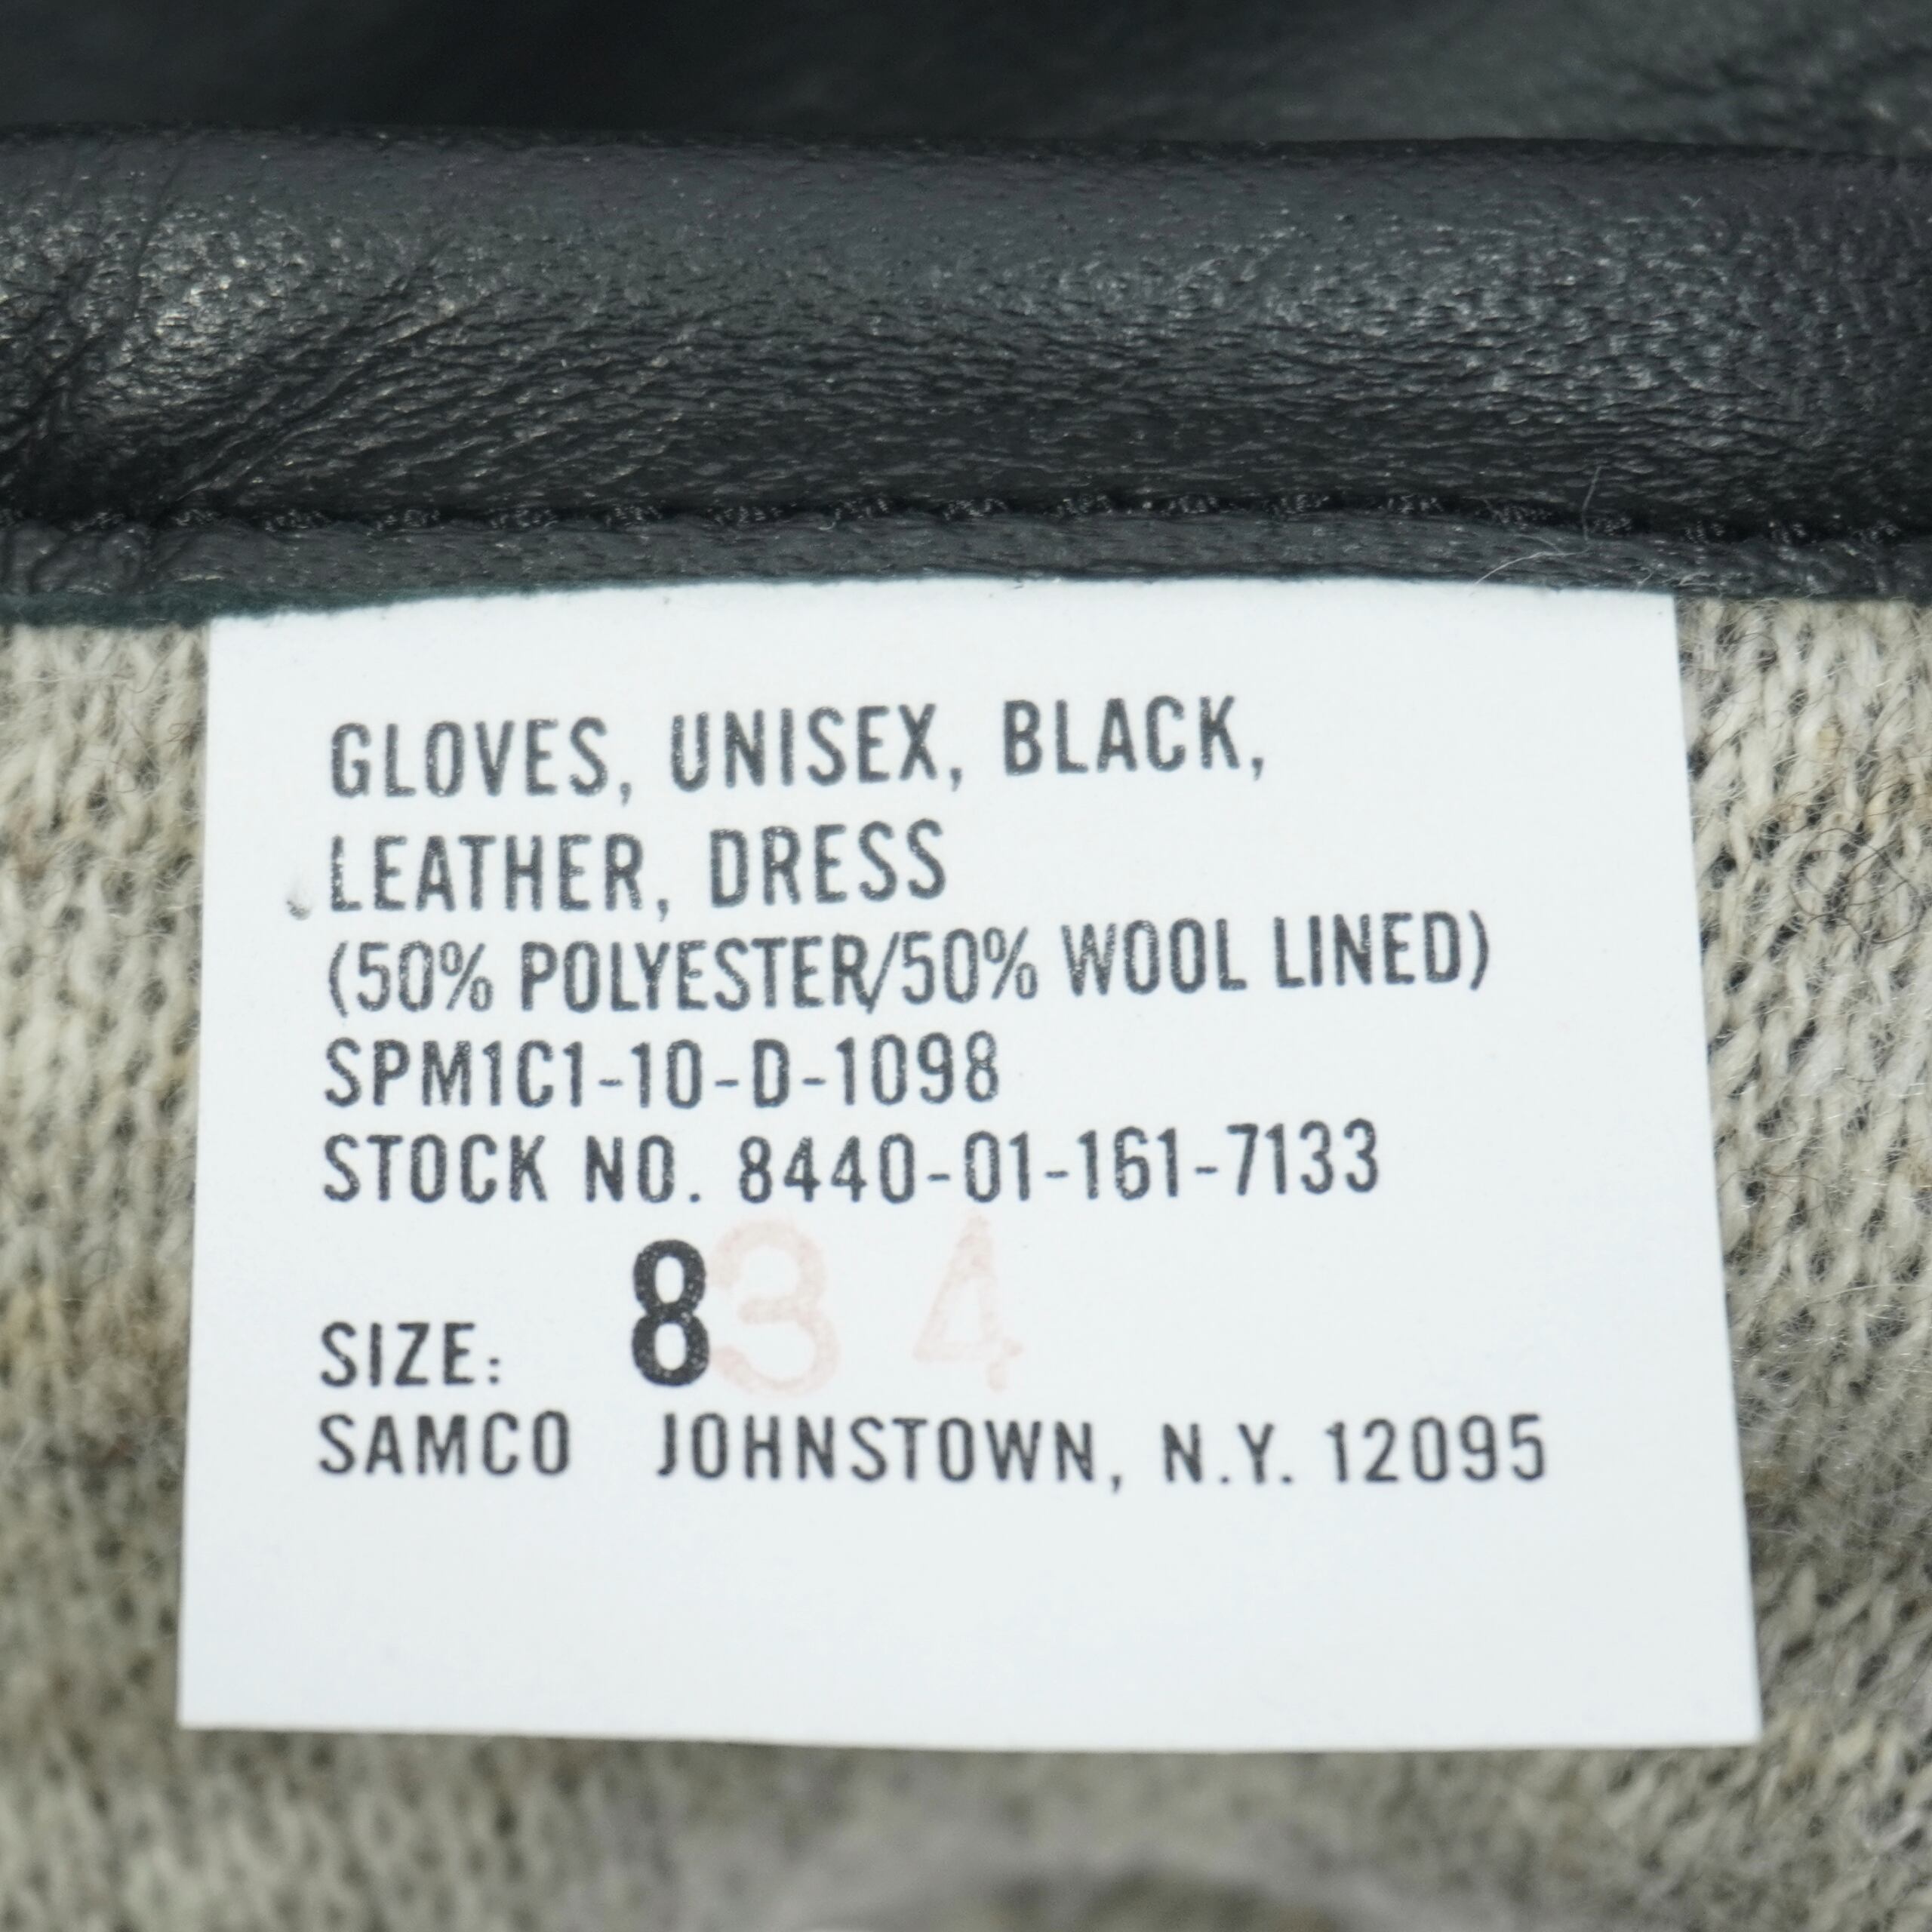 GLOVES, UNISEX, BLACK,
LEATHER, DRESS
(50% POLYESTER/50% WOOL LINED)
SPM1C1-10-D-1098
STOCK NO. 8440-01-161-7133
SIZE: 8 3 4
SAMCO JOHNSTOWN, N.Y. 12095